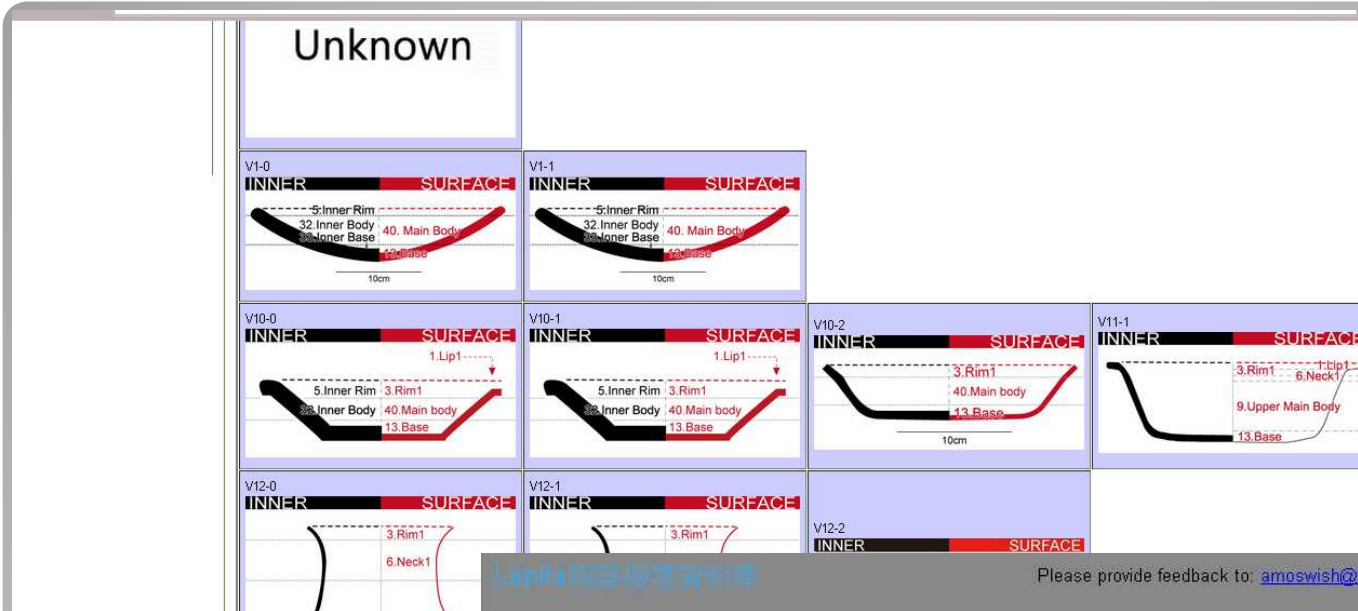 Unknown
V1-0
INNER SURFACE
5.Inner Rim
32.Inner Body 40. Main Body
33.Inner Base
13.Base
10cm
V1-1
INNER SURFACE
5.Inner Rim
32.Inner Body 40. Main Body
33.Inner Base
13.Base
10cm
V10-0
INNER SURFACE
1.Lip1
5.Inner Rim 3.Rim1
32.Inner Body 40.Main body
13.Base
V10-1
INNER SURFACE
1.Lip1
5.Inner Rim 3.Rim1
32.Inner Body 40.Main body
13.Base
V10-2
INNER SURFACE
3.Rim1
40.Main body
13.Base
10cm
V11-1
INNER SURFACE
1.Lip1
3.Rim1
6.Neck1
9.Upper Main Body
13.Base
V12-0
INNER SURFACE
3.Rim1
6.Neck1
V12-1
INNER SURFACE
3.Rim1
V12-2
INNER SURFACE
Lapita
Please provide feedback to: amoswish@